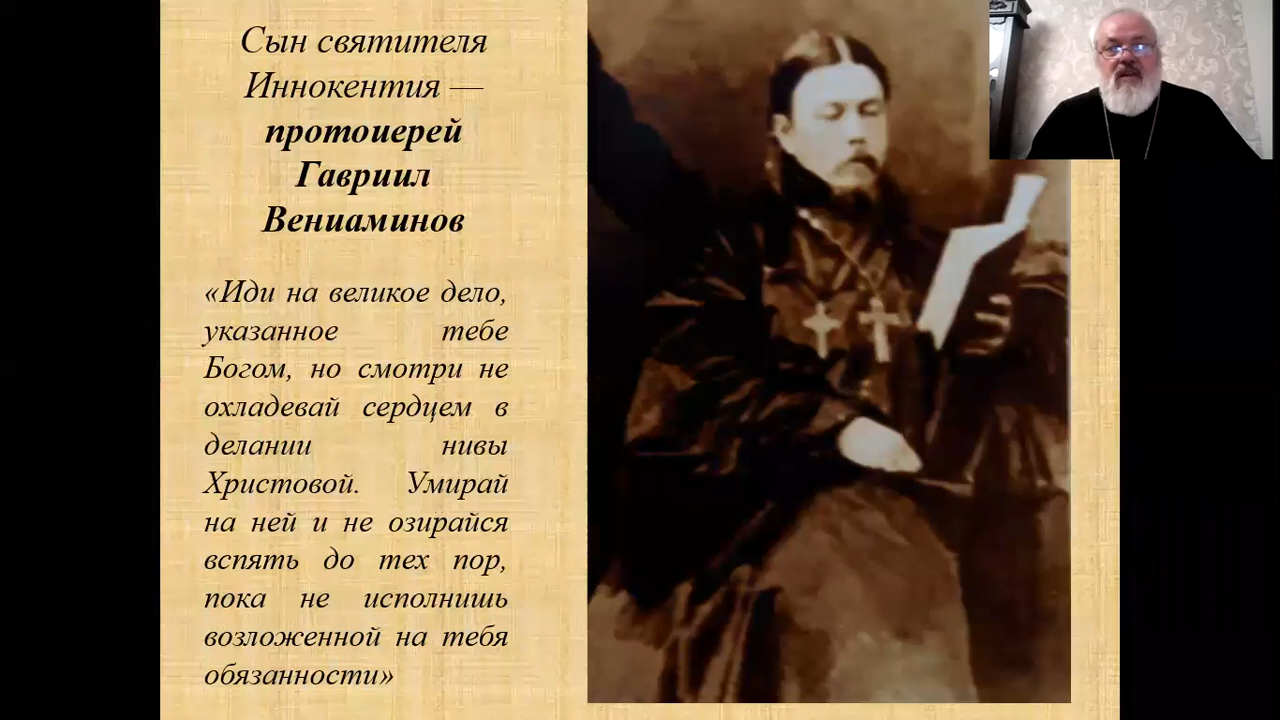 Сын святителя
Иннокентия —
протоиерей
Гавриил
Вениаминов
«Иди на великое дело,
указанное тебе
Богом, но смотри не
охладевай сердцем в
делании нивы
Христовой. Умирай
на ней и не озирайся
вспять до тех пор,
пока не исполнишь
возложенной на тебя
обязанности»